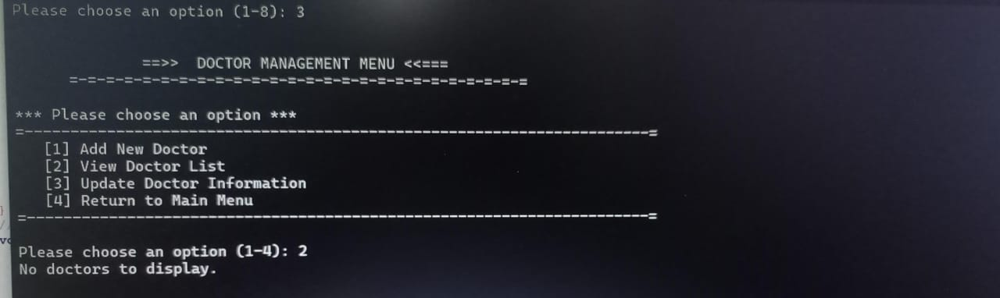 Please choose an option (1-8): 3
==>> DOCTOR MANAGEMENT MENU <<===
=-=-=-=-=-=-=-=-=-=-=-=-=-=-=-=-=-=-=-=-=-=-=-=-=-=
*** Please choose an option ***
=---------------------------------------------------------------------=
[1] Add New Doctor
[2] View Doctor List
[3] Update Doctor Information
[4] Return to Main Menu
=---------------------------------------------------------------------=
Please choose an option (1-4): 2
No doctors to display.